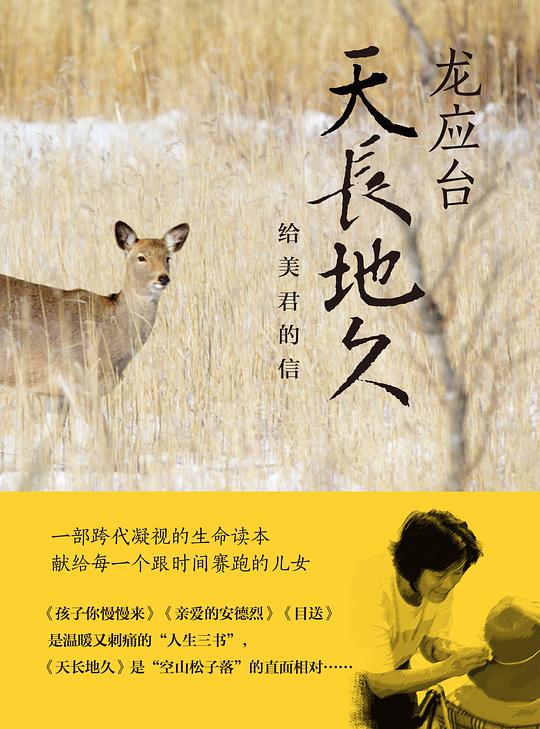 龙应台
天長地久
给美君的信
一部跨代凝视的生命读本
献给每一个跟时间赛跑的儿女
《孩子你慢慢来》《亲爱的安德烈》《目送》
是温暖又刺痛的“人生三书”，
《天长地久》是“空山松子落”的直面相对……